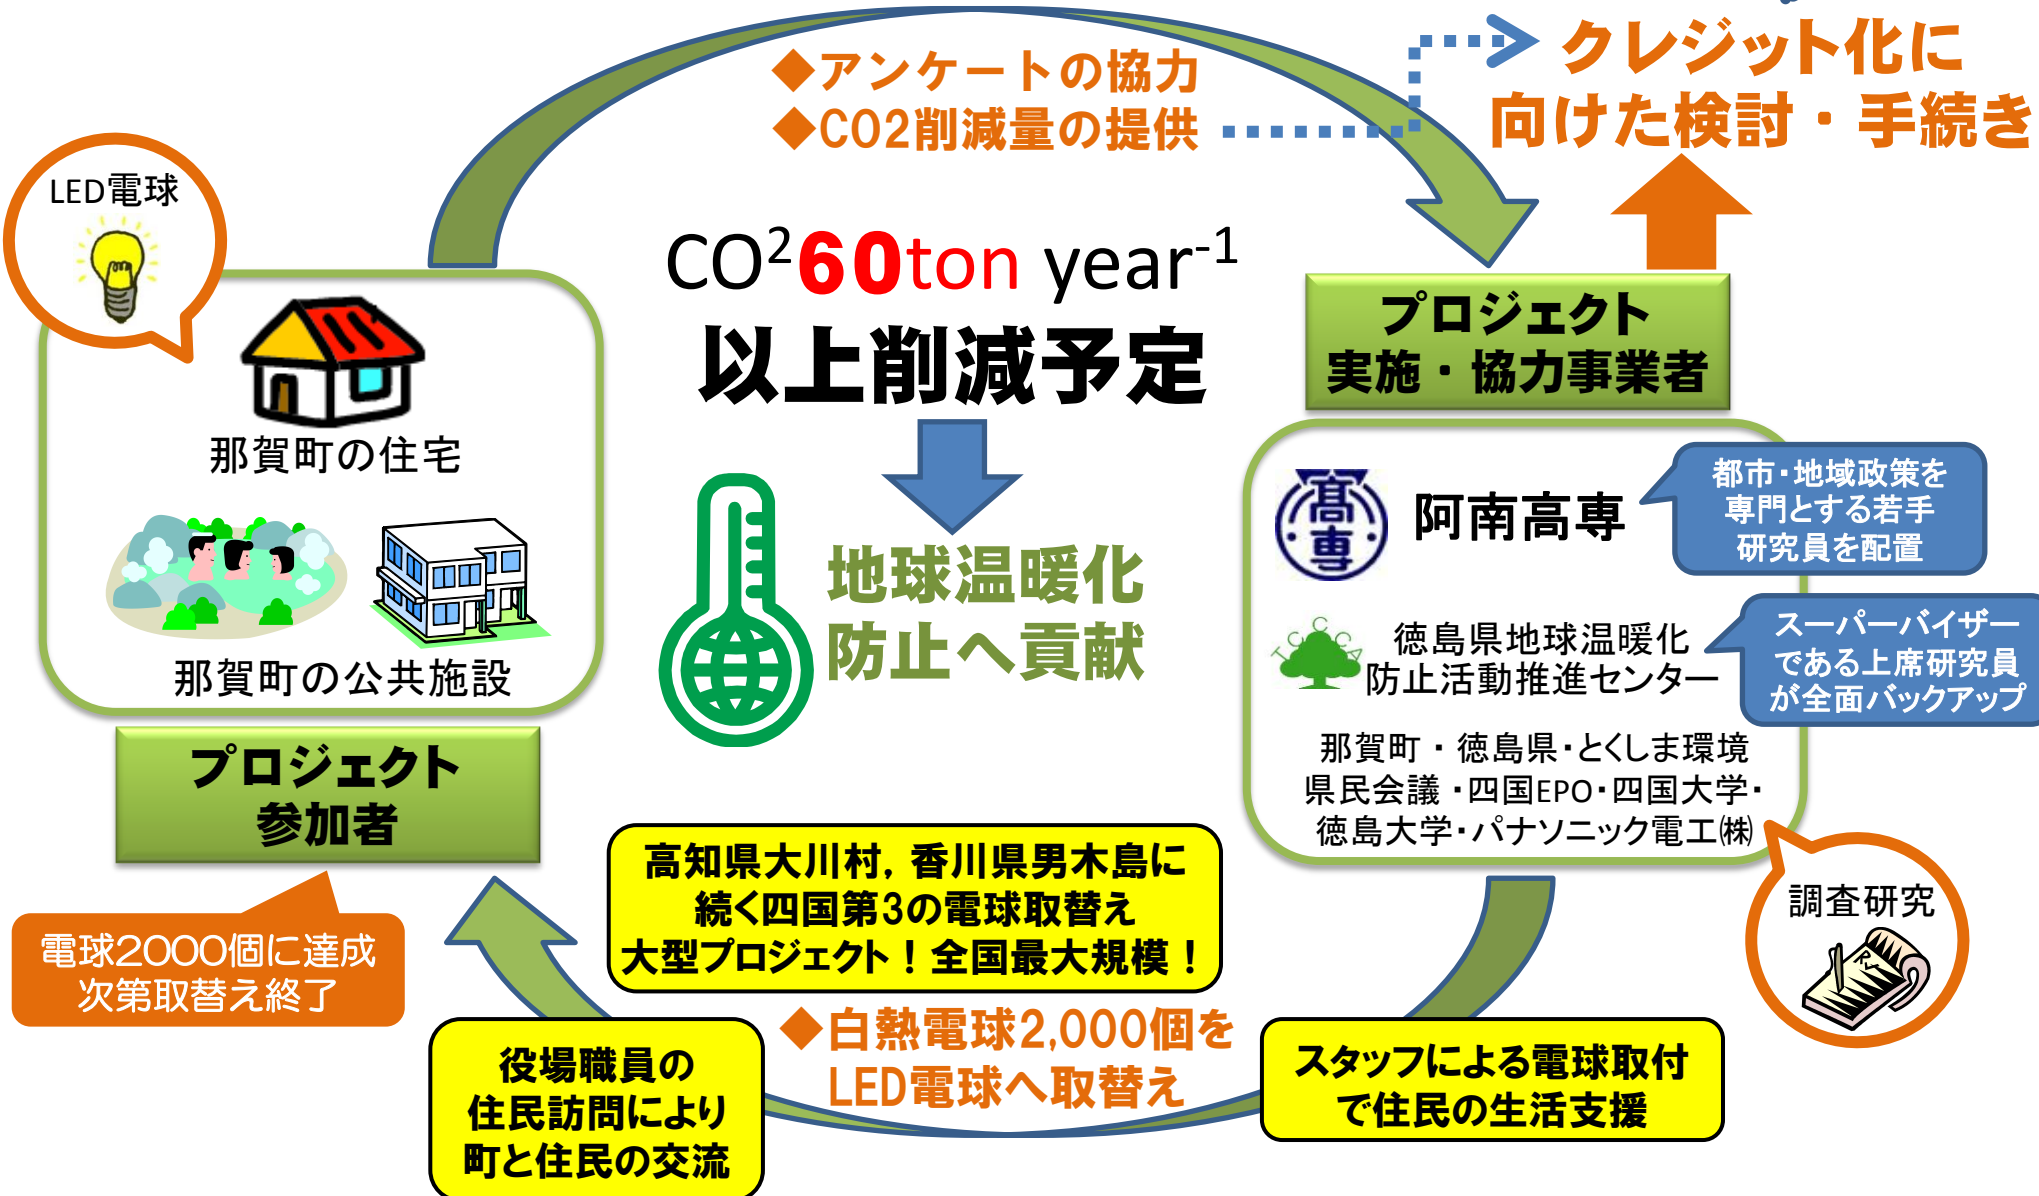 ◆アンケートの協力
◆CO2削減量の提供
クレジット化に
向けた検討・手続き
LED電球
CO²60ton year⁻¹
以上削減予定
地球温暖化
防止へ貢献
那賀町の住宅
那賀町の公共施設
プロジェクト
参加者
電球2000個に達成
次第取替え終了
プロジェクト
実施・協力事業者
高専
阿南高専
都市・地域政策を
専門とする若手
研究員を配置
TCCCA
徳島県地球温暖化
防止活動推進センター
スーパーバイザー
である上席研究員
が全面バックアップ
那賀町・徳島県・とくしま環境
県民会議・四国EPO・四国大学・
徳島大学・パナソニック電工㈱
調査研究
高知県大川村,香川県男木島に
続く四国第3の電球取替え
大型プロジェクト!全国最大規模!
◆白熱電球2,000個を
LED電球へ取替え
役場職員の
住民訪問により
町と住民の交流
スタッフによる電球取付
で住民の生活支援